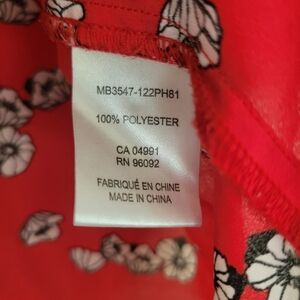 MB3547-122PH81
100% POLYESTER
CA 04991
RN 96092
FABRIQUÉ EN CHINE
MADE IN CHINA